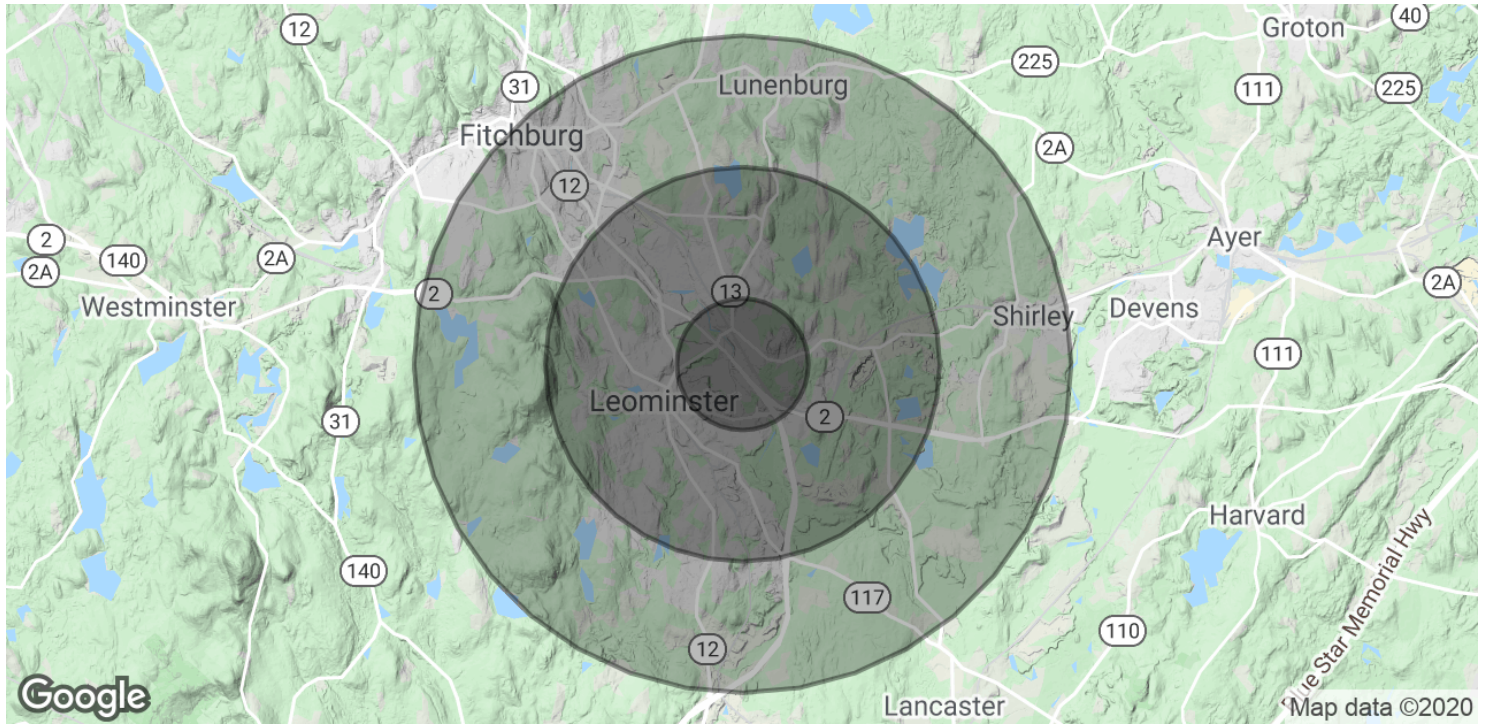 12
40
Groton
225
31
Lunenburg
111
225
Fitchburg
2A
12
2
140
2A
Ayer
2A
2A
Westminster
2
13
Shirley
Devens
111
Leominster
2
31
Harvard
140
117
110
12
Blue Star Memorial Hwy
Google
Lancaster
Map data ©2020